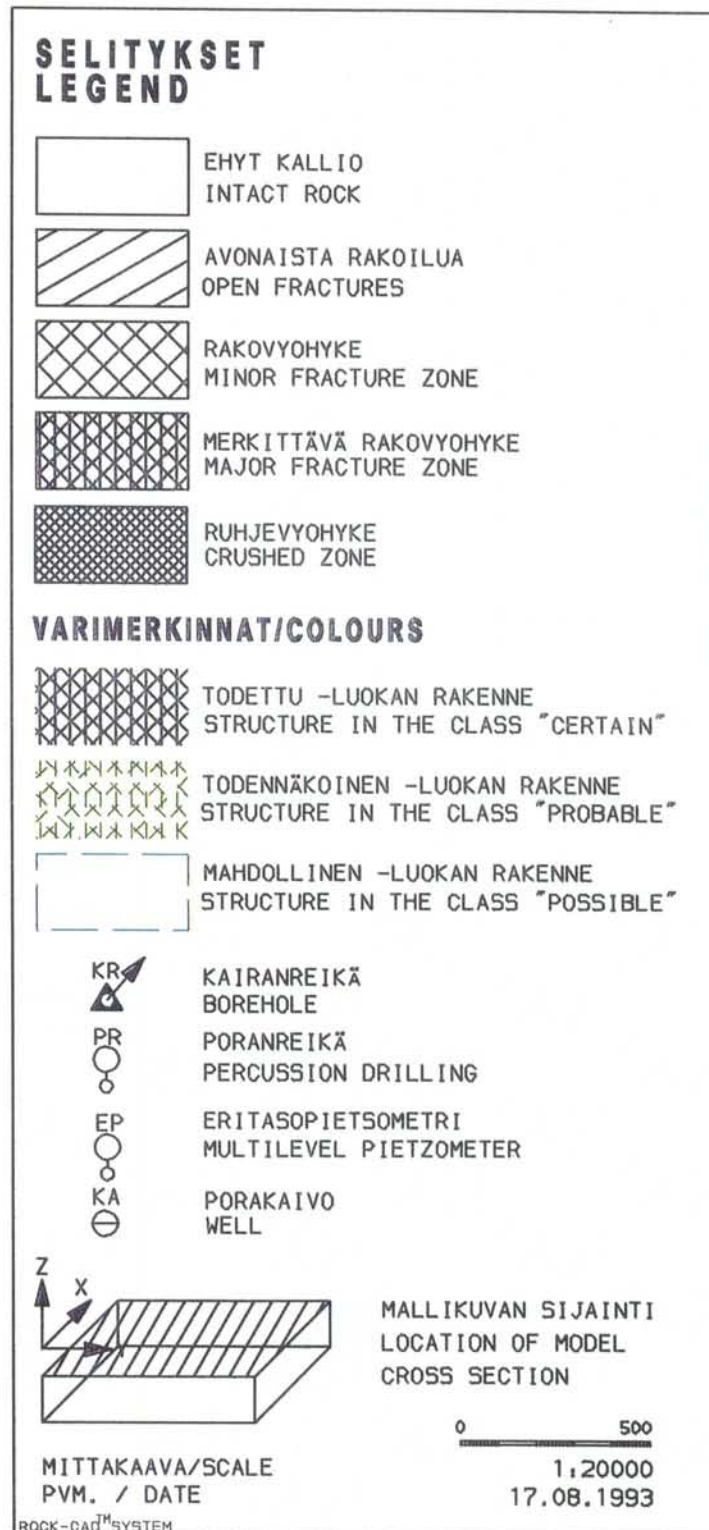 SELITYKSET
LEGEND
EHYT KALLIO
INTACT ROCK
AVONAISTA RAKOILUA
OPEN FRACTURES
RAKOVYOHYKE
MINOR FRACTURE ZONE
MERKITTÄVÄ RAKOVYOHYKE
MAJOR FRACTURE ZONE
RUHJEVYOHYKE
CRUSHED ZONE
VARIMERKINNAT/COLOURS
TODETTU -LUOKAN RAKENNE
STRUCTURE IN THE CLASS "CERTAIN"
TODENNÄKOINEN -LUOKAN RAKENNE
STRUCTURE IN THE CLASS "PROBABLE"
MAHDOLLINEN -LUOKAN RAKENNE
STRUCTURE IN THE CLASS "POSSIBLE"
KR
KAIRANREIKÄ
BOREHOLE
PR
PORANREIKÄ
PERCUSSION DRILLING
EP
ERITASOPIETSOMETRI
MULTILEVEL PIETZOMETER
KA
PORAKAIVO
WELL
Z
X
MALLIKUVAN SIJAINTI
LOCATION OF MODEL
CROSS SECTION
0 500
MITTAKAAVA/SCALE 1:20000
PVM. / DATE 17.08.1993
ROCK-CAD™SYSTEM